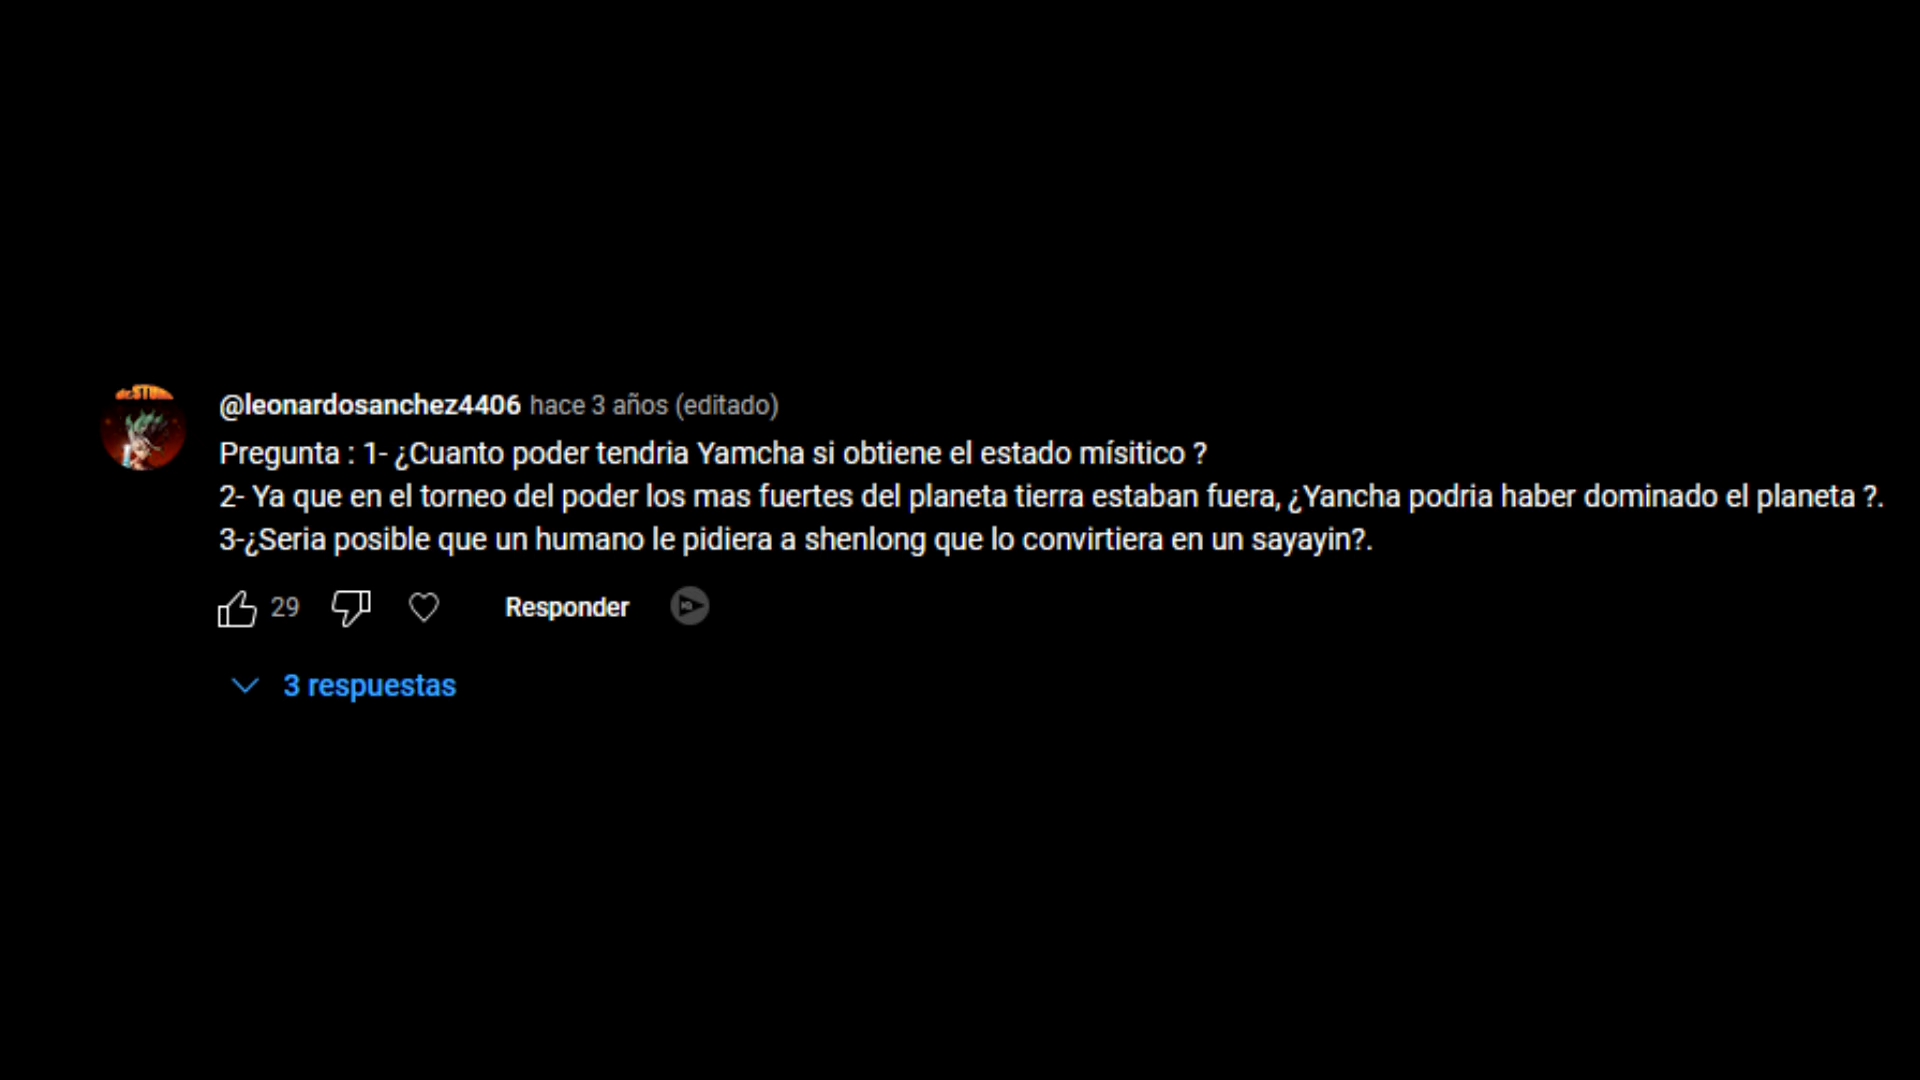 @leonardosanchez4406 hace 3 años (editado)
Pregunta : 1- ¿Cuanto poder tendria Yamcha si obtiene el estado mísitico ?
2- Ya que en el torneo del poder los mas fuertes del planeta tierra estaban fuera, ¿Yancha podria haber dominado el planeta ?.
3-¿Seria posible que un humano le pidiera a shenlong que lo convirtiera en un sayayin?.
29 Responder
3 respuestas